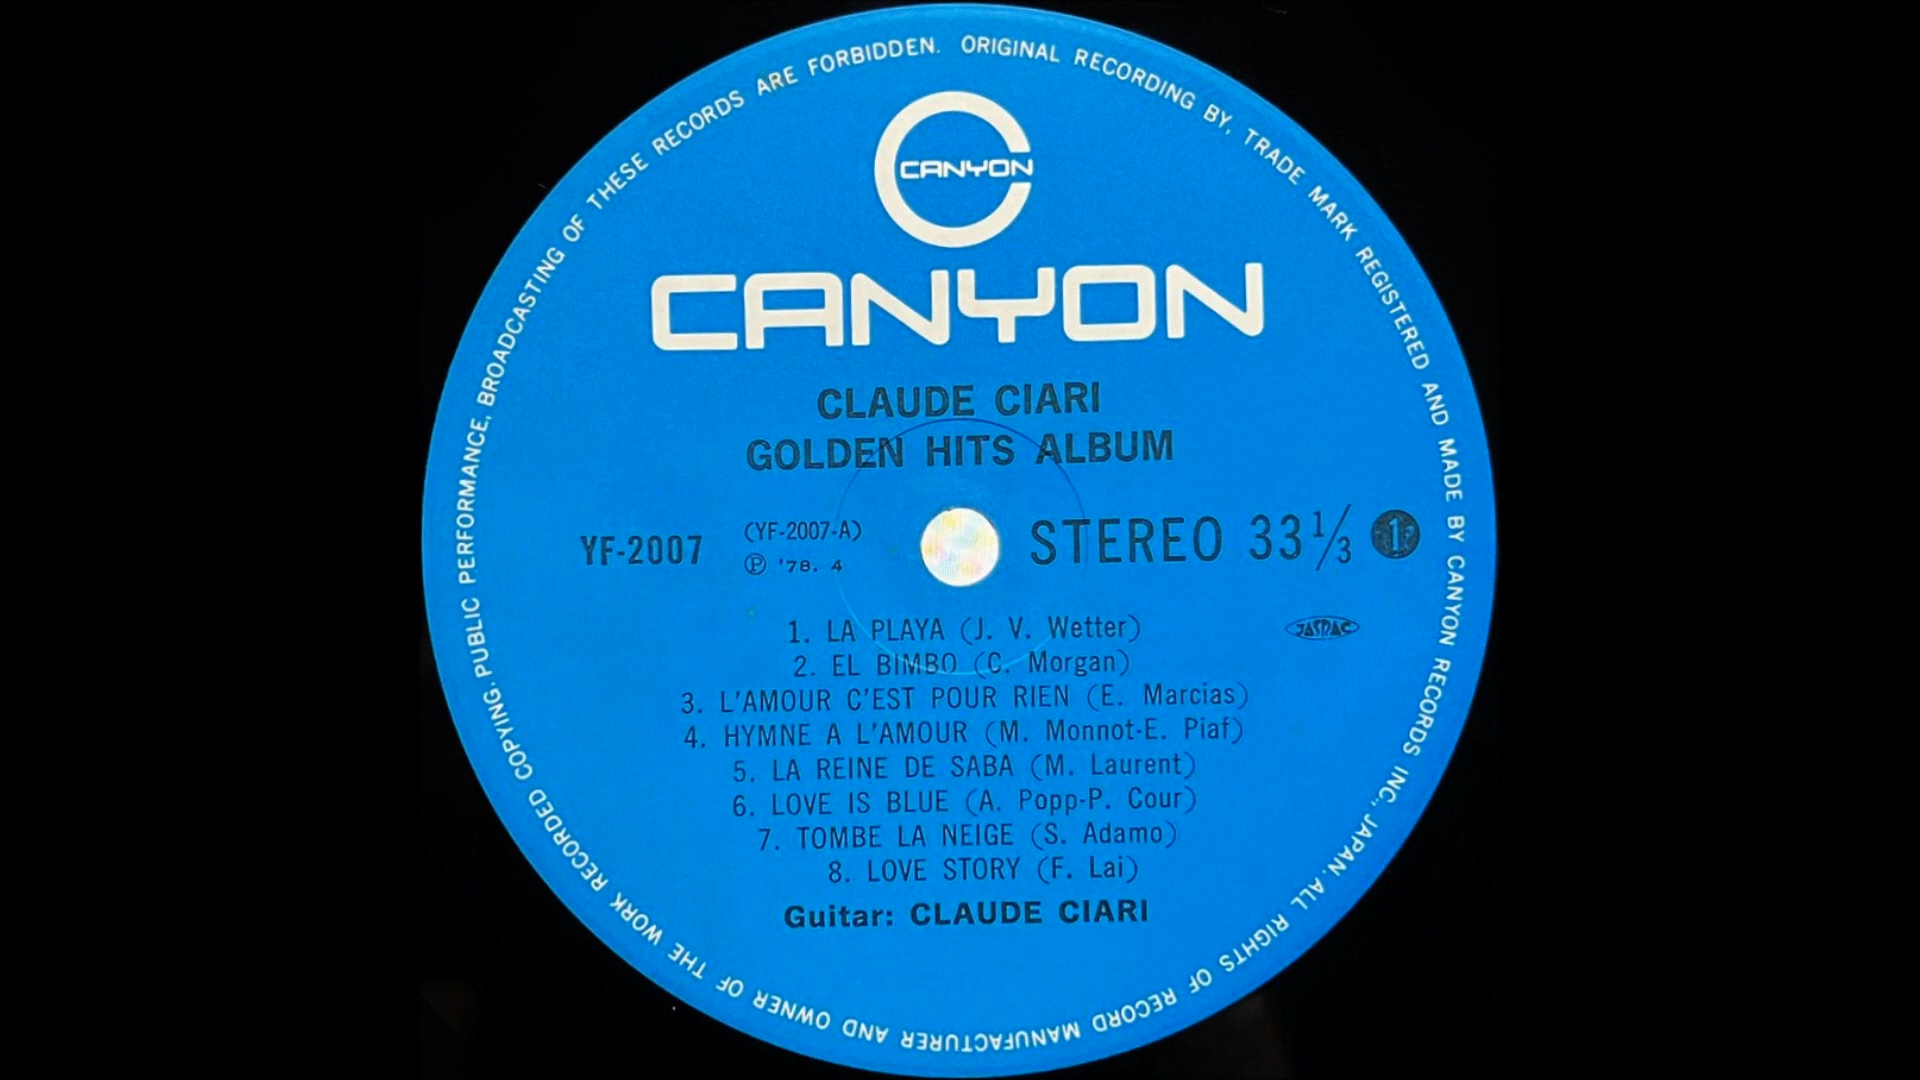 ORIGINAL RECORDING BY, TRADE MARK REGISTERED AND MADE BY CANYON RECORDS INC., JAPAN. ALL RIGHTS OF RECORD MANUFACTURER AND OWNER OF THE WORK RECORDED COPYING. PUBLIC PERFORMANCE, BROADCASTING OF THESE RECORDS ARE FORBIDDEN.
CANYON
CANYON
CLAUDE CIARI
GOLDEN HITS ALBUM
YF-2007 (YF-2007-A) STEREO 33 1/3 1
Ⓟ '78. 4
1. LA PLAYA (J. V. Wetter)
JASRAC
2. EL BIMBO (C. Morgan)
3. L'AMOUR C'EST POUR RIEN (E. Marcias)
4. HYMNE A L'AMOUR (M. Monnot-E. Piaf)
5. LA REINE DE SABA (M. Laurent)
6. LOVE IS BLUE (A. Popp-P. Cour)
7. TOMBE LA NEIGE (S. Adamo)
8. LOVE STORY (F. Lai)
Guitar: CLAUDE CIARI